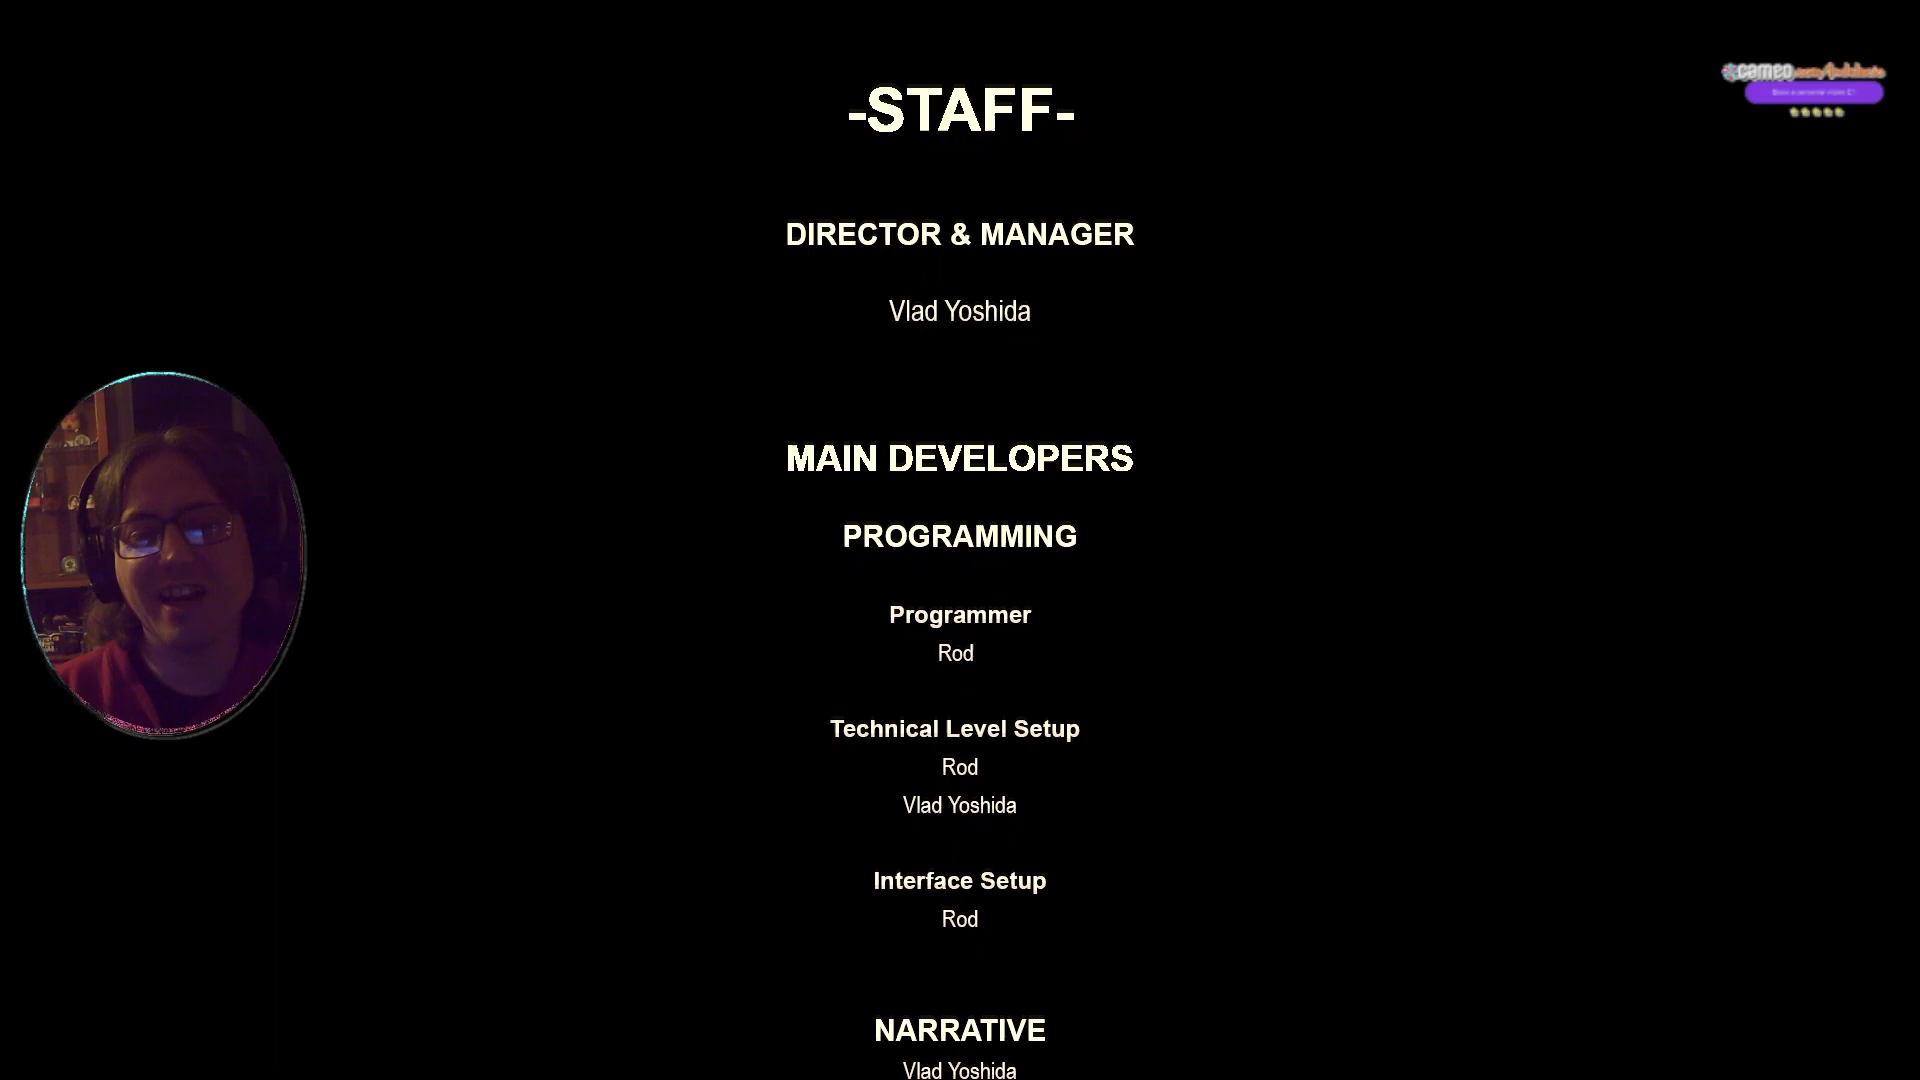 -STAFF-
cameo
DIRECTOR & MANAGER
Vlad Yoshida
MAIN DEVELOPERS
PROGRAMMING
Programmer
Rod
Technical Level Setup
Rod
Vlad Yoshida
Interface Setup
Rod
NARRATIVE
Vlad Yoshida